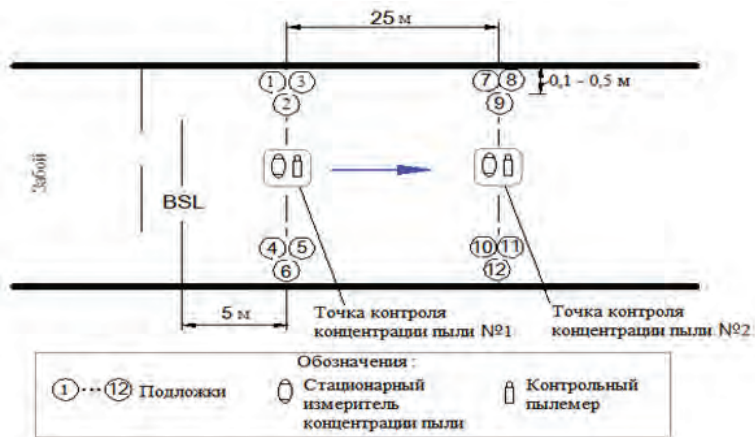 25 м
1 3
2
7 8
9
0,1 – 0,5 м
Забой
BSL
4 5
6
10 11
12
5 м
Точка контроля
концентрации пыли №1
Точка контроля
концентрации пыли №2
Обозначения :
1 ... 12 Подложки
Стационарный
измеритель
концентрации пыли
Контрольный
пылемер